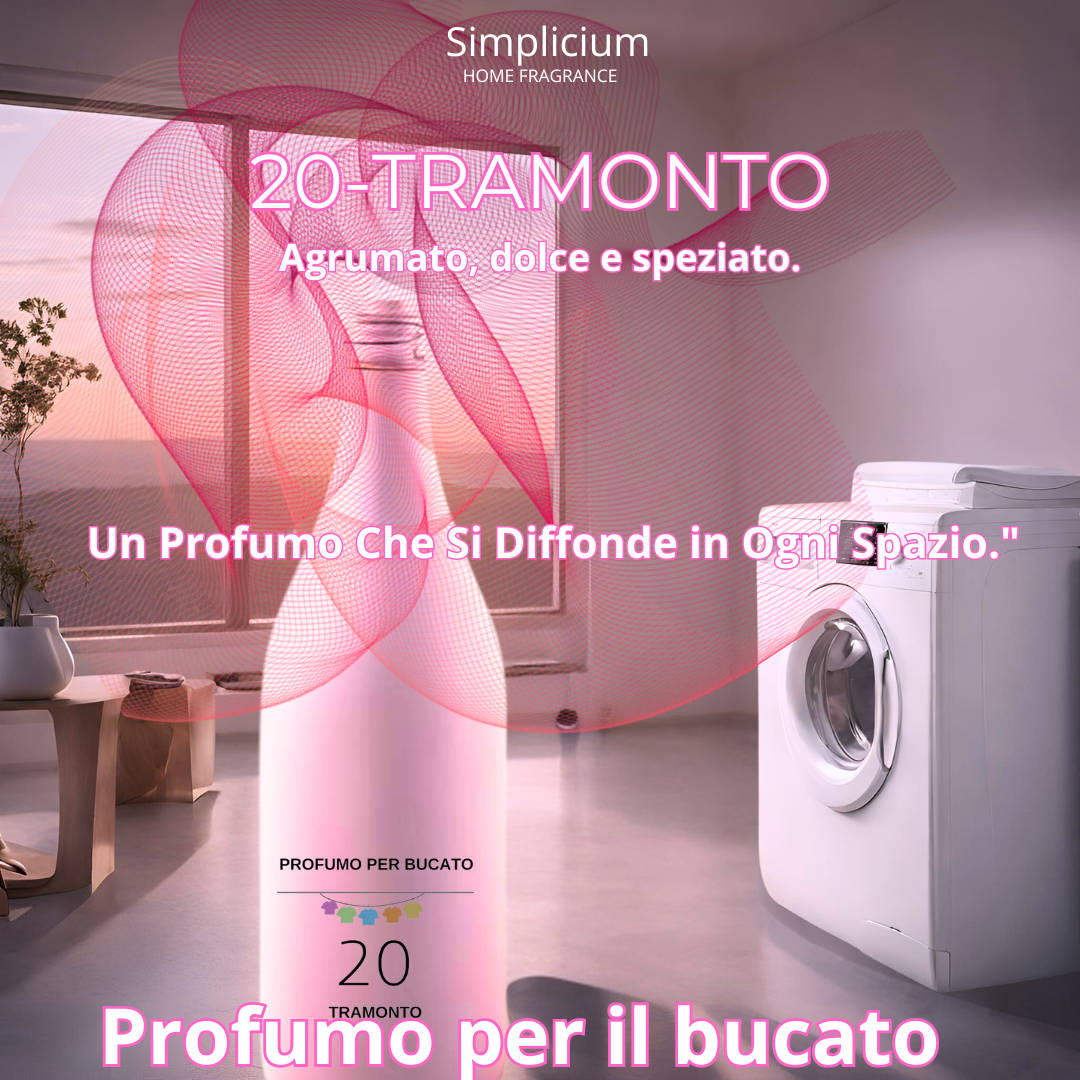 Simplicium
HOME FRAGRANCE
20-TRAMONTO
Agrumato, dolce e speziato.
Un Profumo Che Si Diffonde in Ogni Spazio."
PROFUMO PER BUCATO
20
TRAMONTO
Profumo per il bucato